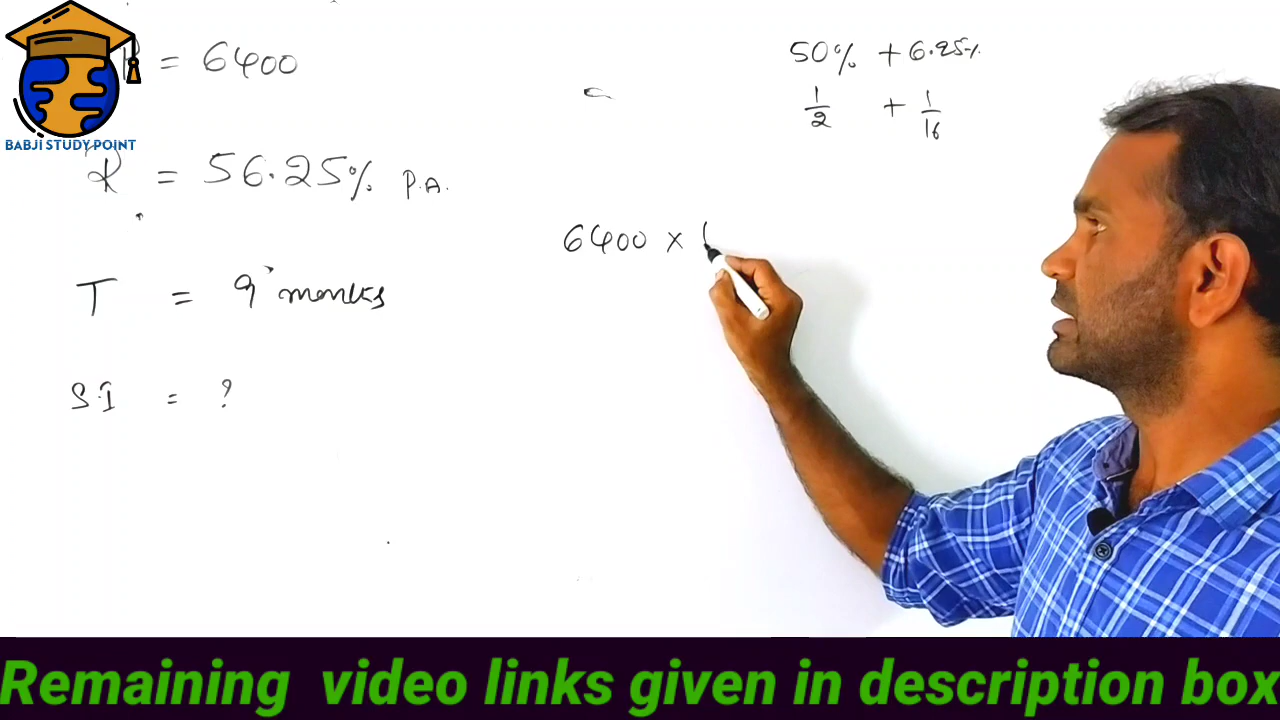 = 6400
BABJI STUDY POINT
R = 56.25% P.A.
T = 9 months
SI = ?
50% + 6.25%
1/2 + 1/16
6400 ×
Remaining video links given in description box